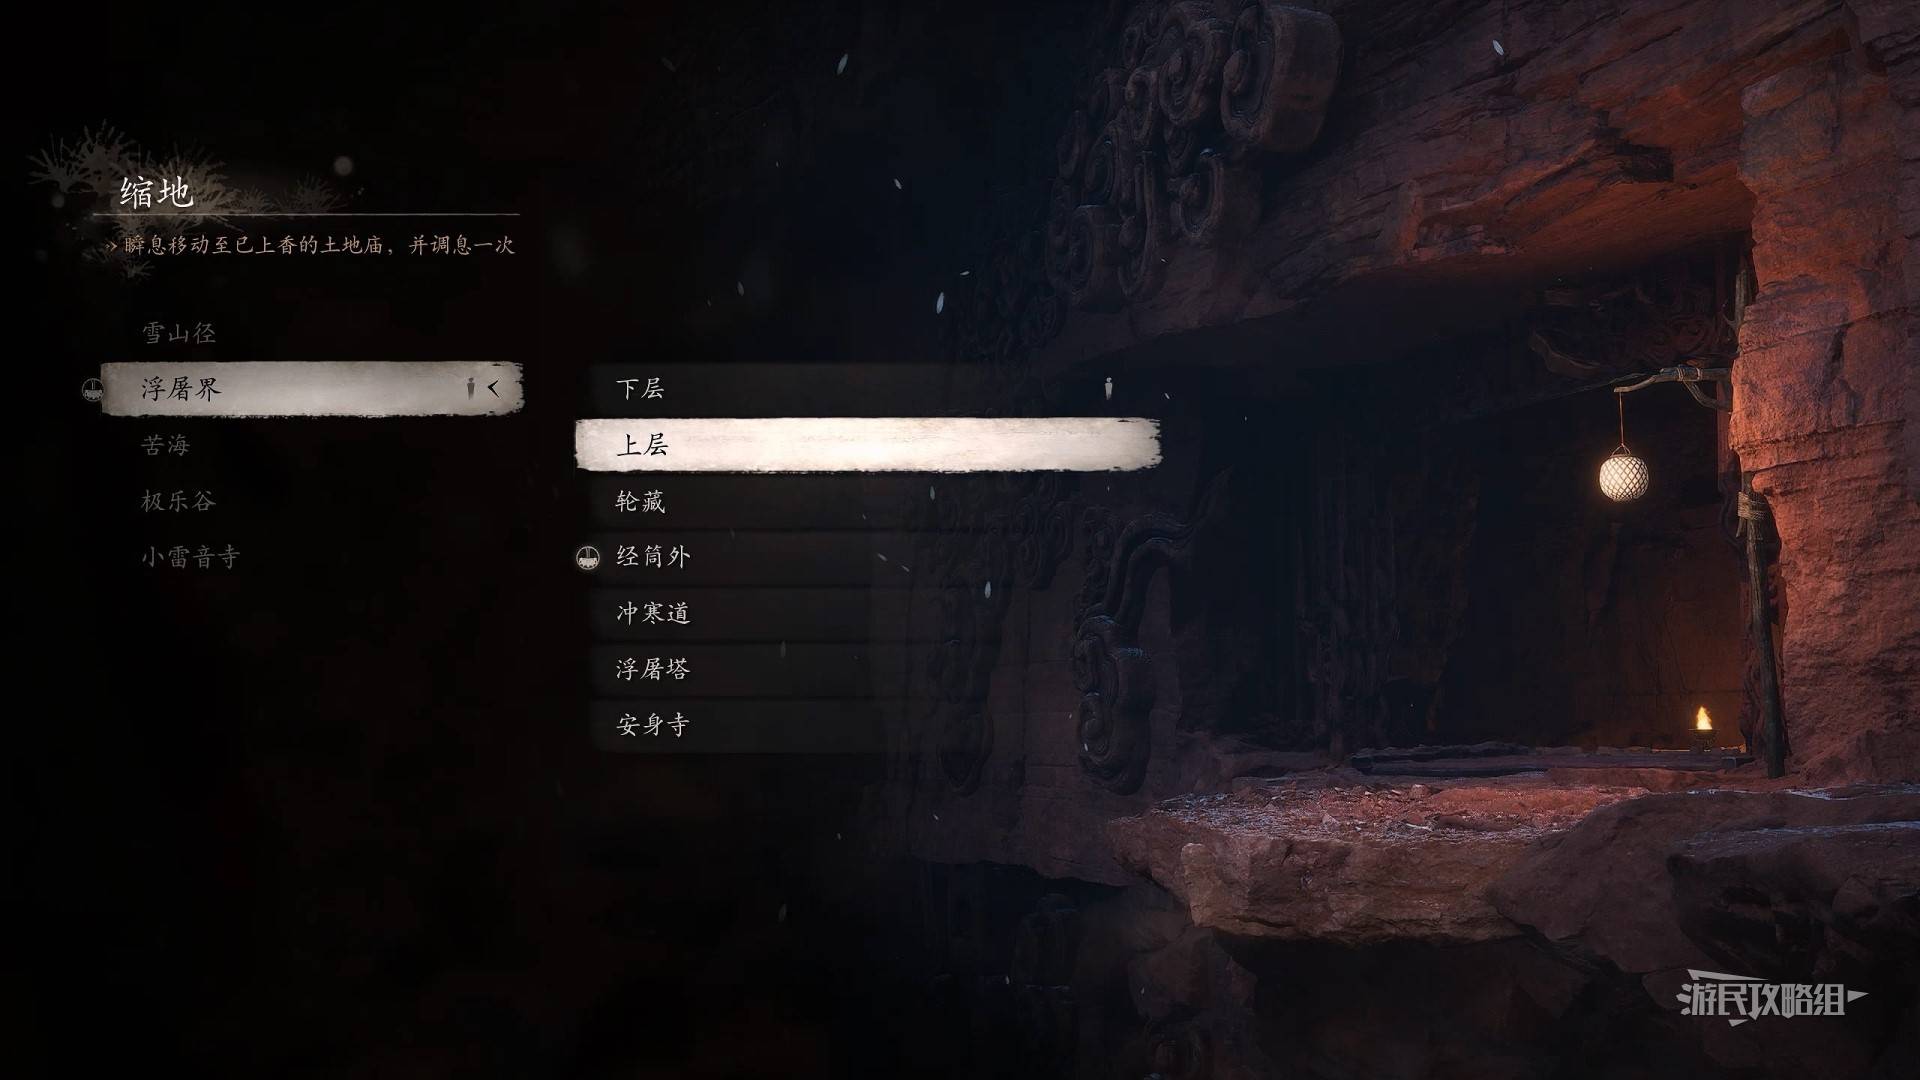 缩地
瞬息移动至已上香的土地庙，并调息一次
雪山径
浮屠界
苦海
极乐谷
小雷音寺
下层
上层
轮藏
经筒外
冲寒道
浮屠塔
安身寺
游民攻略组